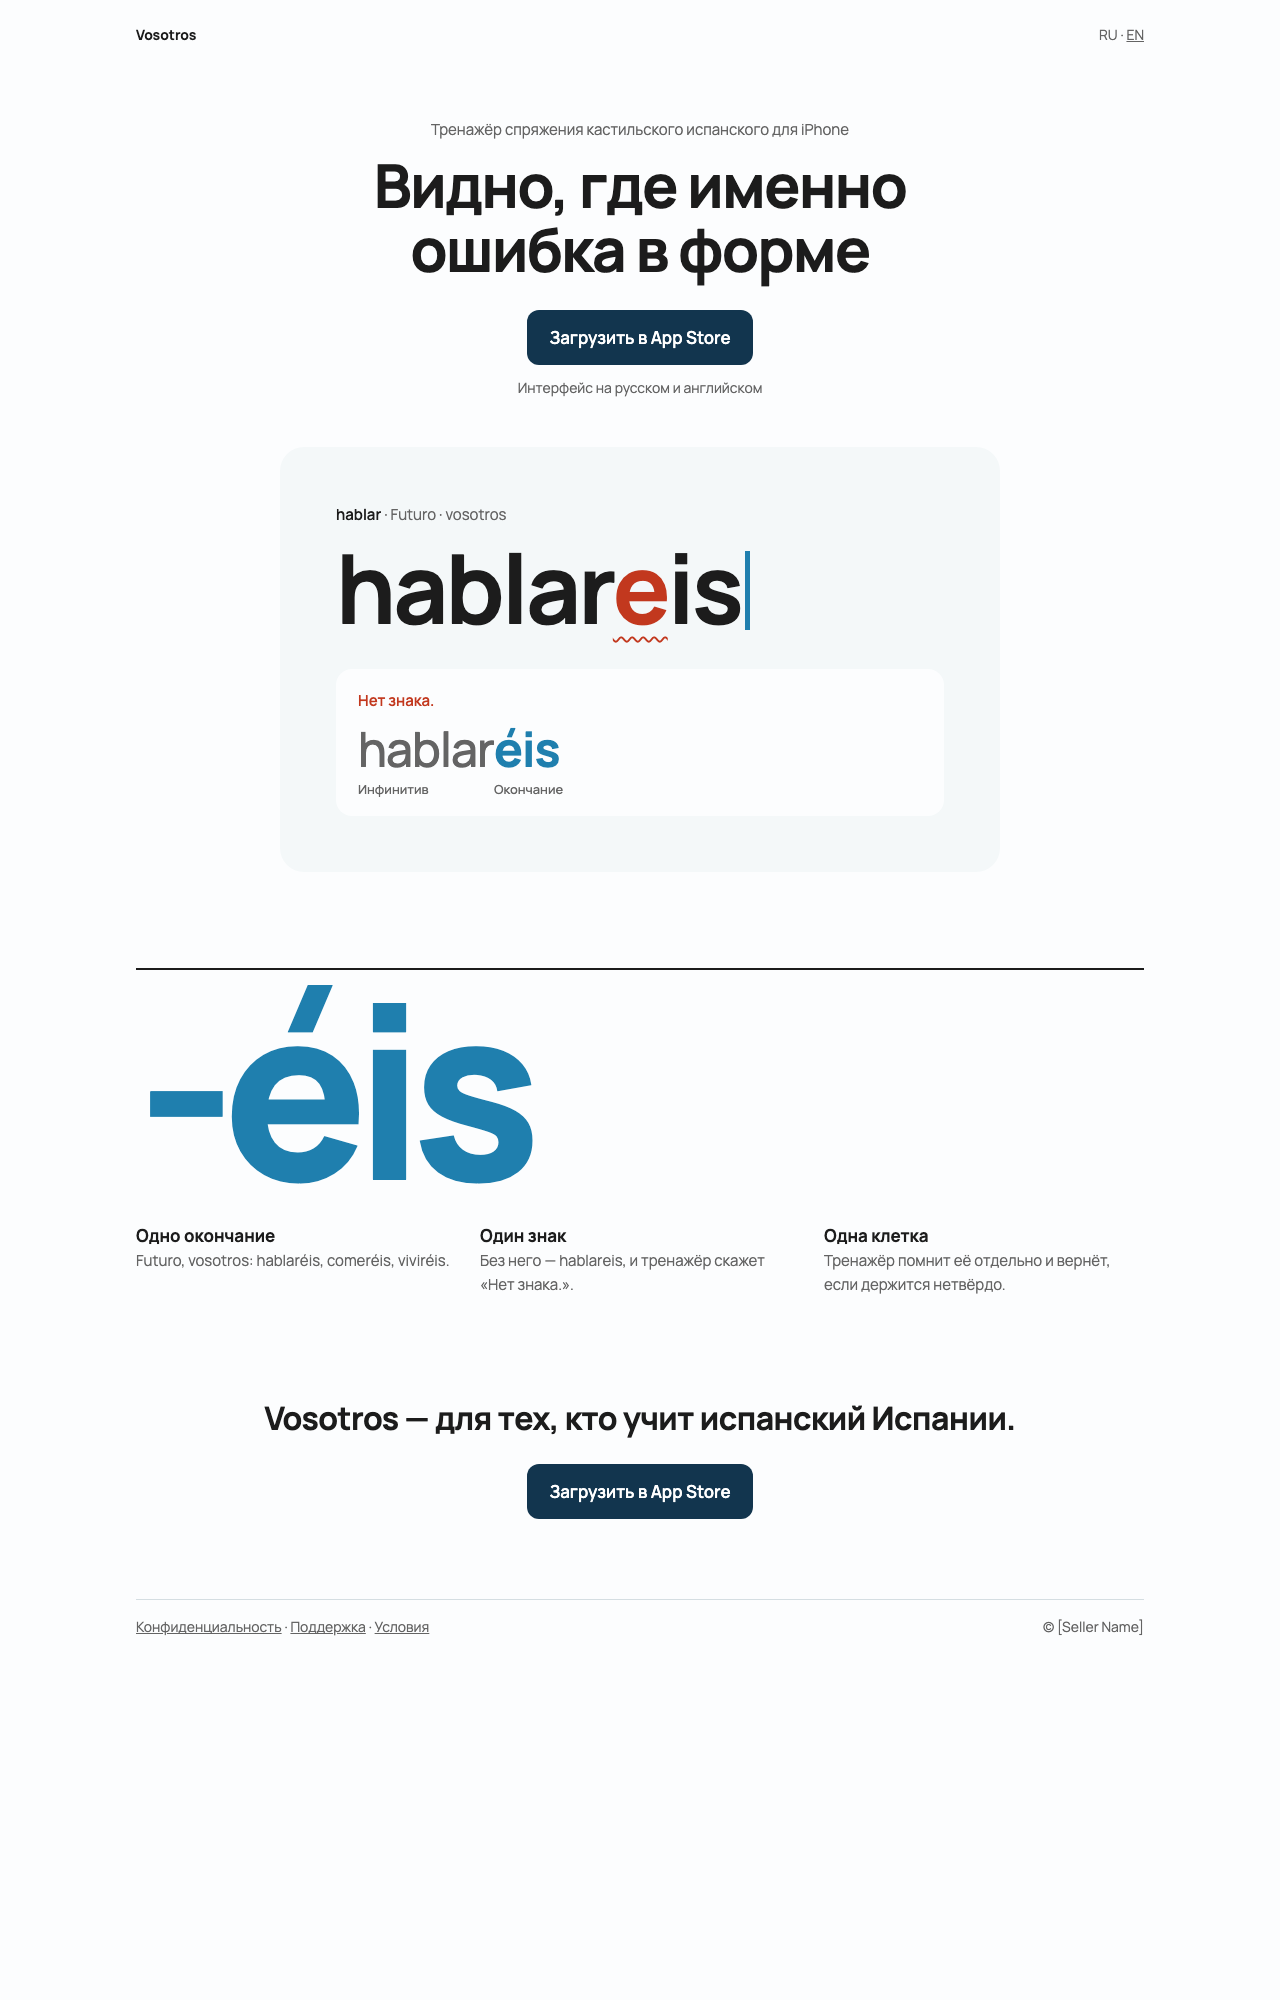 Vosotros
RU · EN
Тренажёр спряжения кастильского испанского для iPhone
Видно, где именно
ошибка в форме
Загрузить в App Store
Интерфейс на русском и английском
hablar · Futuro · vosotros
hablareis
Нет знака.
hablaréis
Инфинитив Окончание
-éis
Одно окончание
Futuro, vosotros: hablaréis, comeréis, viviréis.
Один знак
Без него — hablareis, и тренажёр скажет
«Нет знака.».
Одна клетка
Тренажёр помнит её отдельно и вернёт,
если держится нетвёрдо.
Vosotros — для тех, кто учит испанский Испании.
Загрузить в App Store
Конфиденциальность · Поддержка · Условия
© [Seller Name]